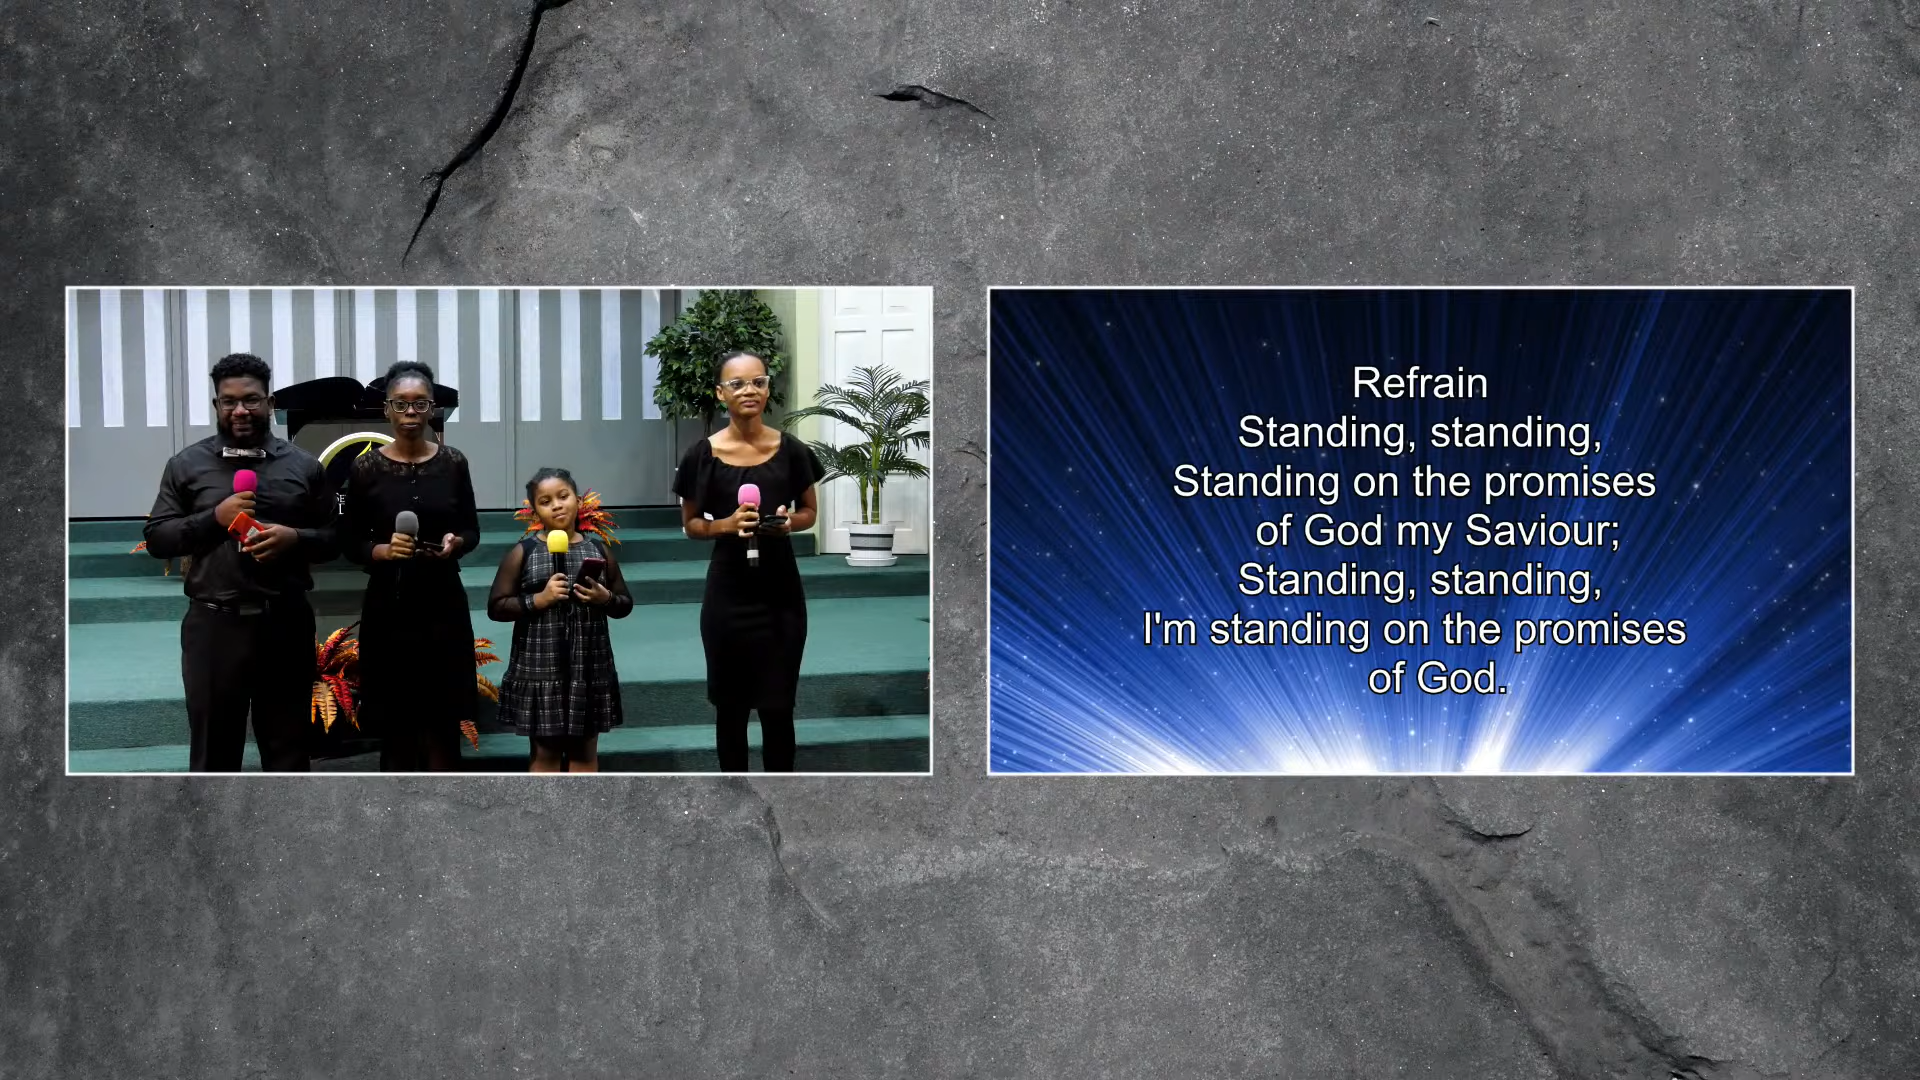 Refrain
Standing, standing,
Standing on the promises
of God my Saviour;
Standing, standing,
I'm standing on the promises
of God.